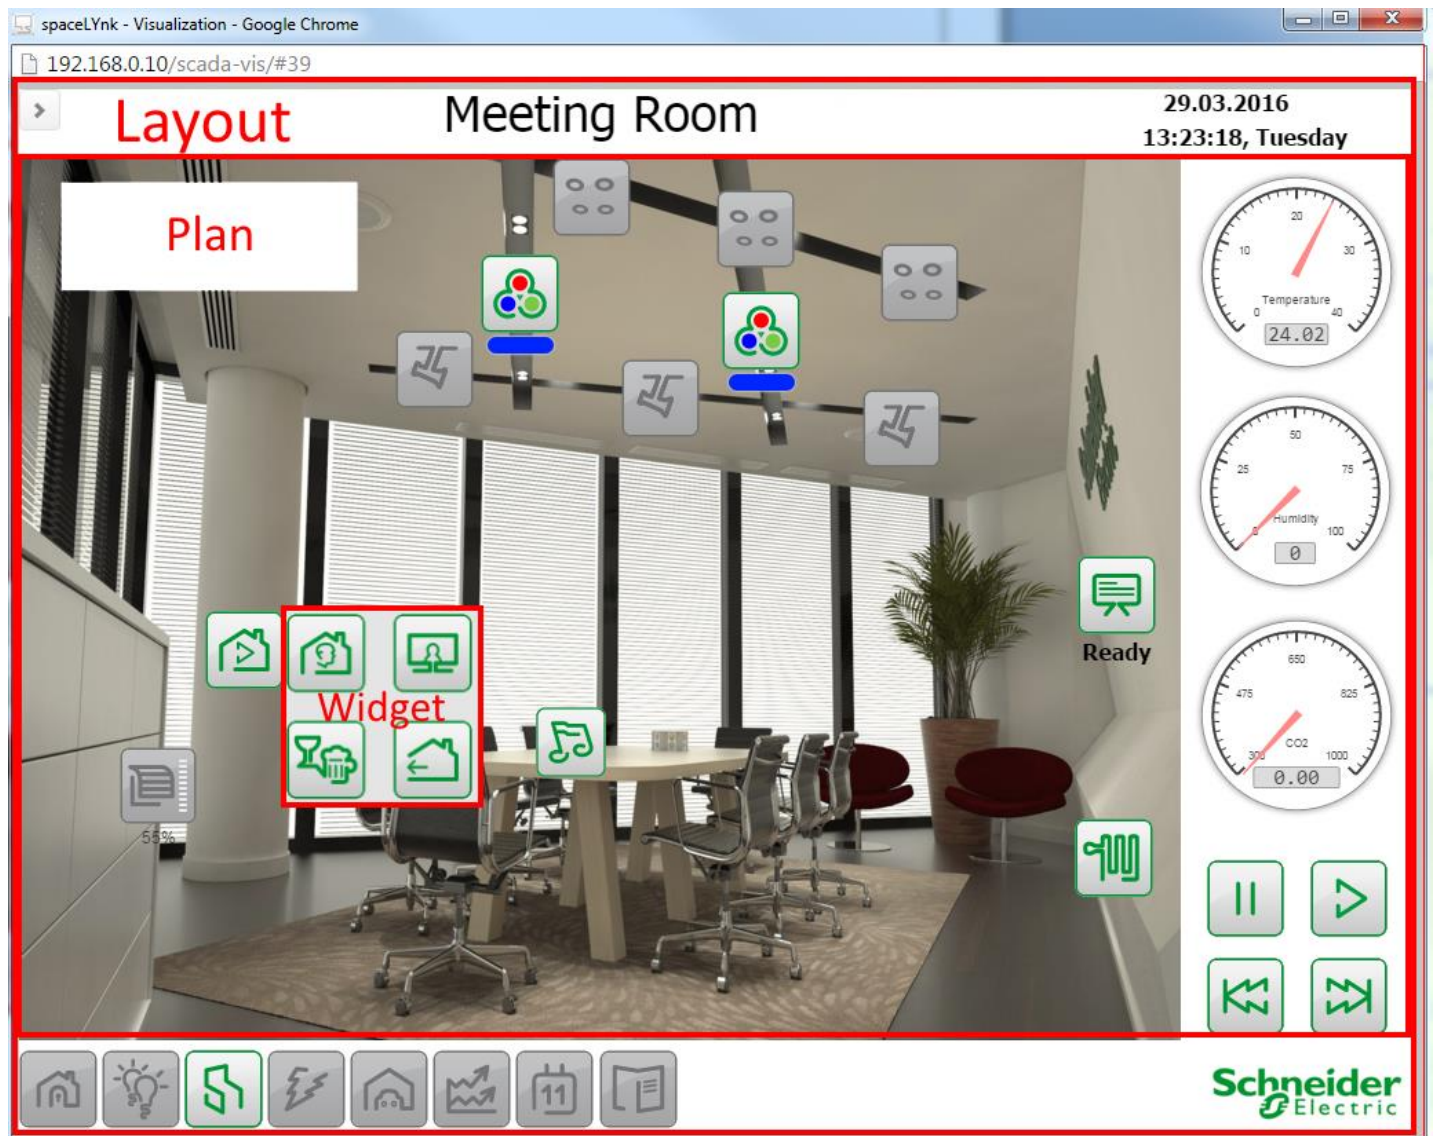 spaceLYnk - Visualization - Google Chrome
192.168.0.10/scada-vis/#39
Layout
Meeting Room
29.03.2016
13:23:18, Tuesday
Plan
0
10
20
30
40
Temperature
24.02
0
25
50
75
100
Humidity
0
Ready
Widget
300
475
650
825
1000
CO2
0.00
55%
11
Schneider
Electric